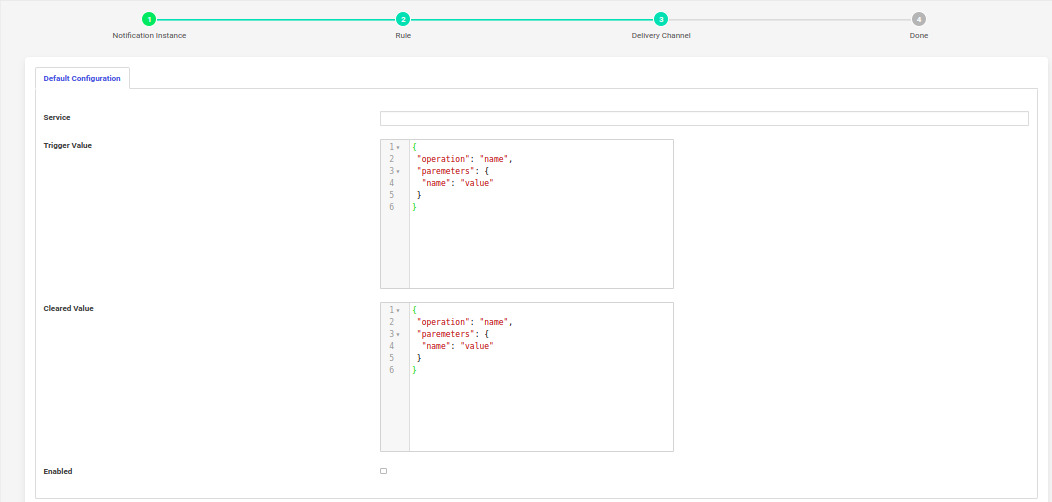 1 2 3 4
Notification Instance Rule Delivery Channel Done
Default Configuration
Service
Trigger Value
1 {
2 "operation": "name",
3 "paremeters": {
4 "name": "value"
5 }
6 }
Cleared Value
1 {
2 "operation": "name",
3 "paremeters": {
4 "name": "value"
5 }
6 }
Enabled